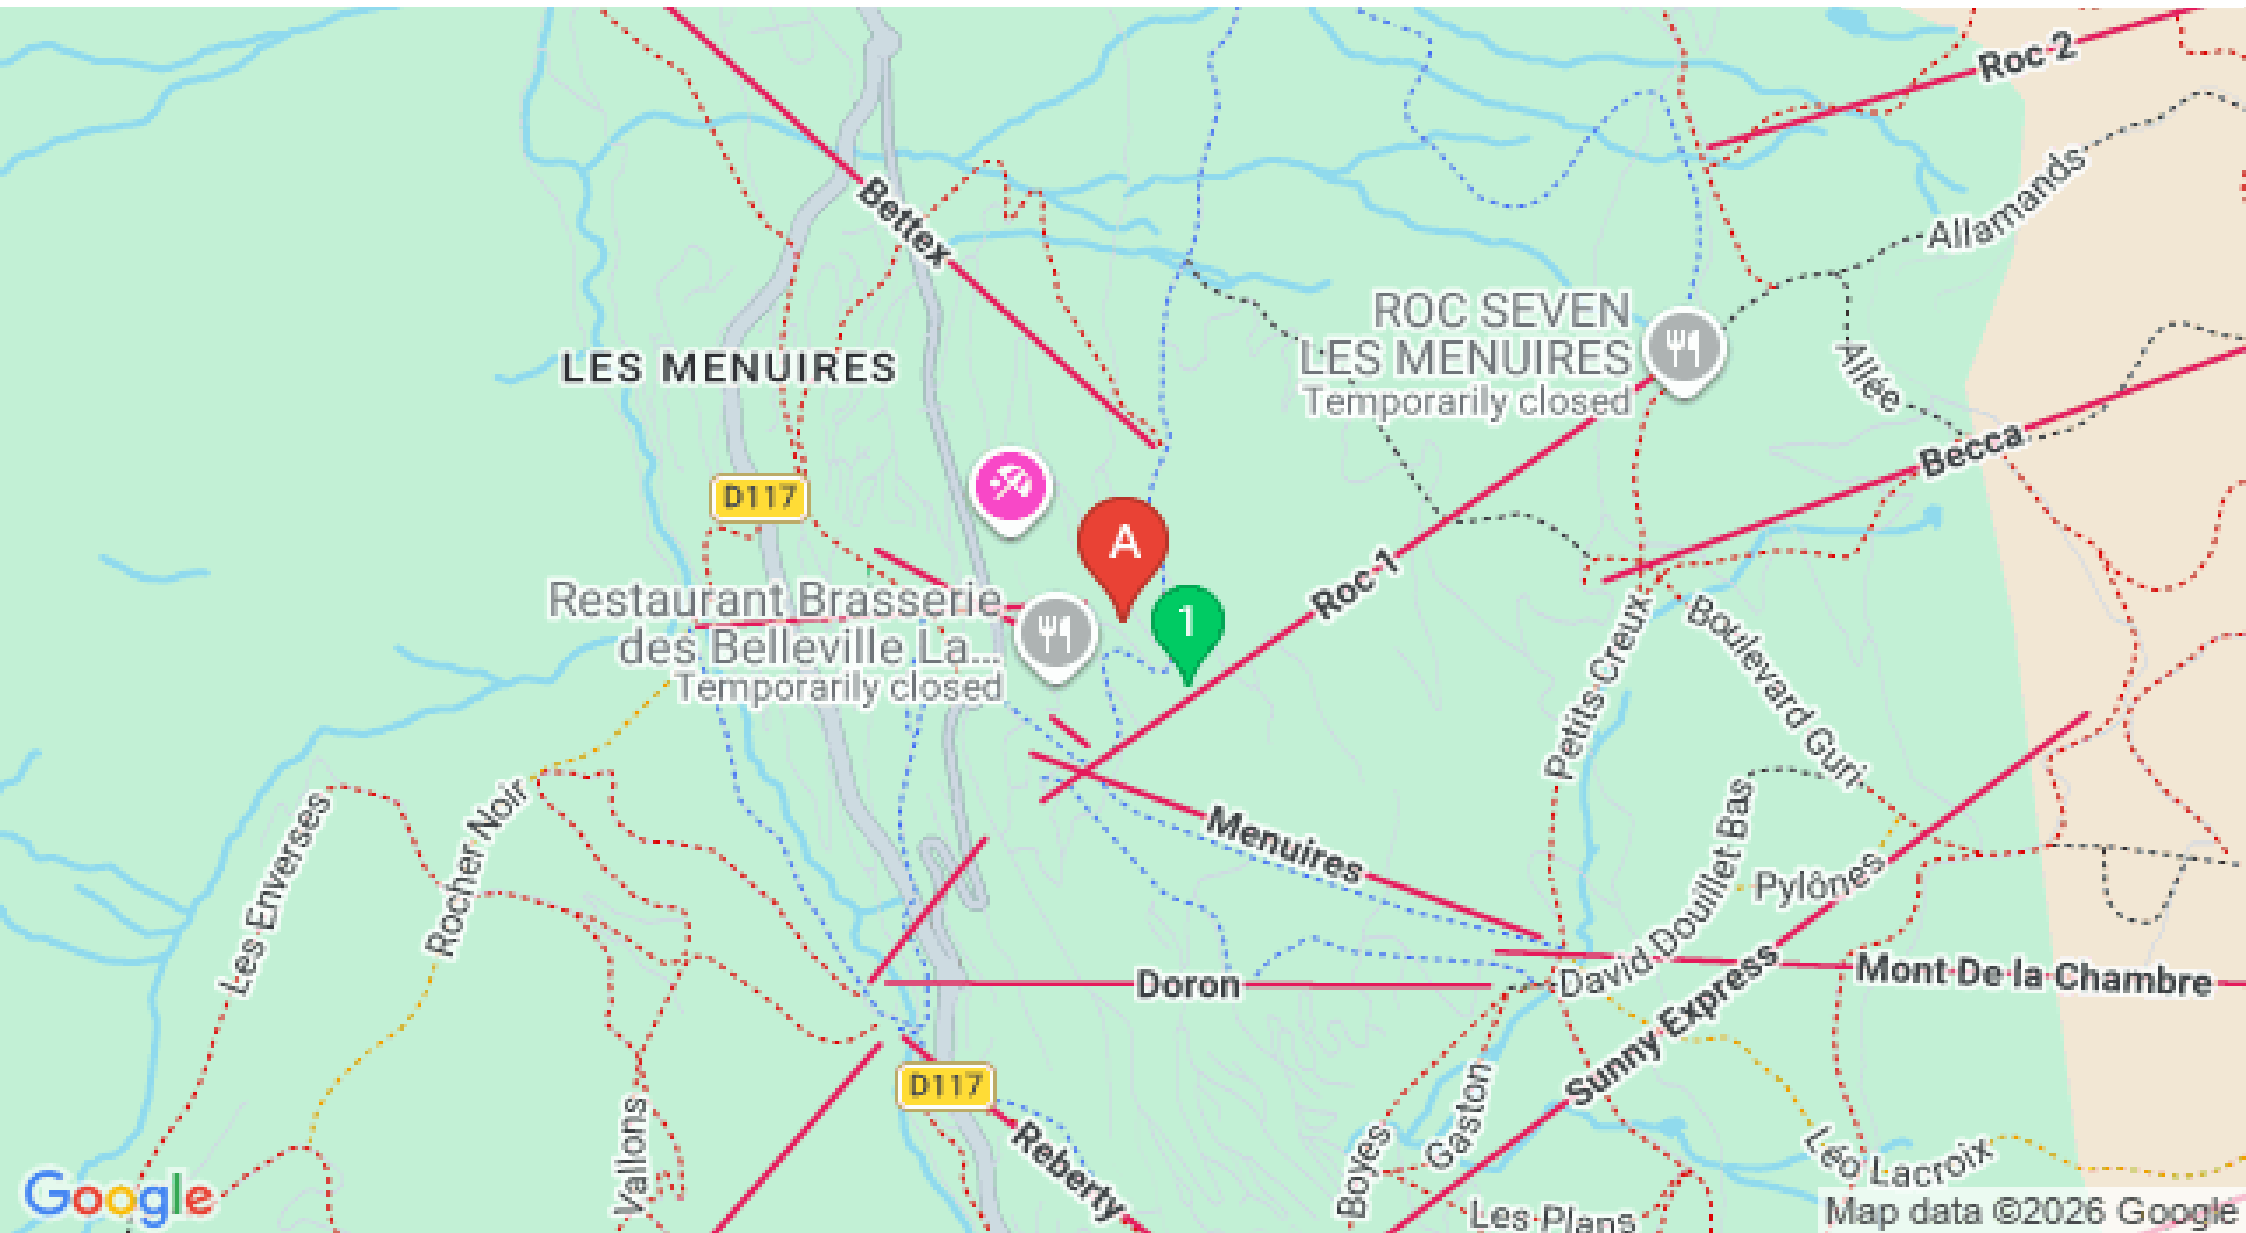 Roc 2
Bettex
Allamands
ROC SEVEN
LES MENUIRES
Temporarily closed
LES MENUIRES
Allée
Becca
D117
A
Roc 1
Restaurant Brasserie
des Belleville La...
Temporarily closed
1
Petits Creux
Boulevard Guri
Les Enverses
Rocher Noir
Menuires
David Douillet Bas
Pylônes
Doron
Mont De la Chambre
Sunny Express
D117
Vallons
Reberty
Boyes
Gaston
Léo Lacroix
Les Plans
Google
Map data ©2026 Google